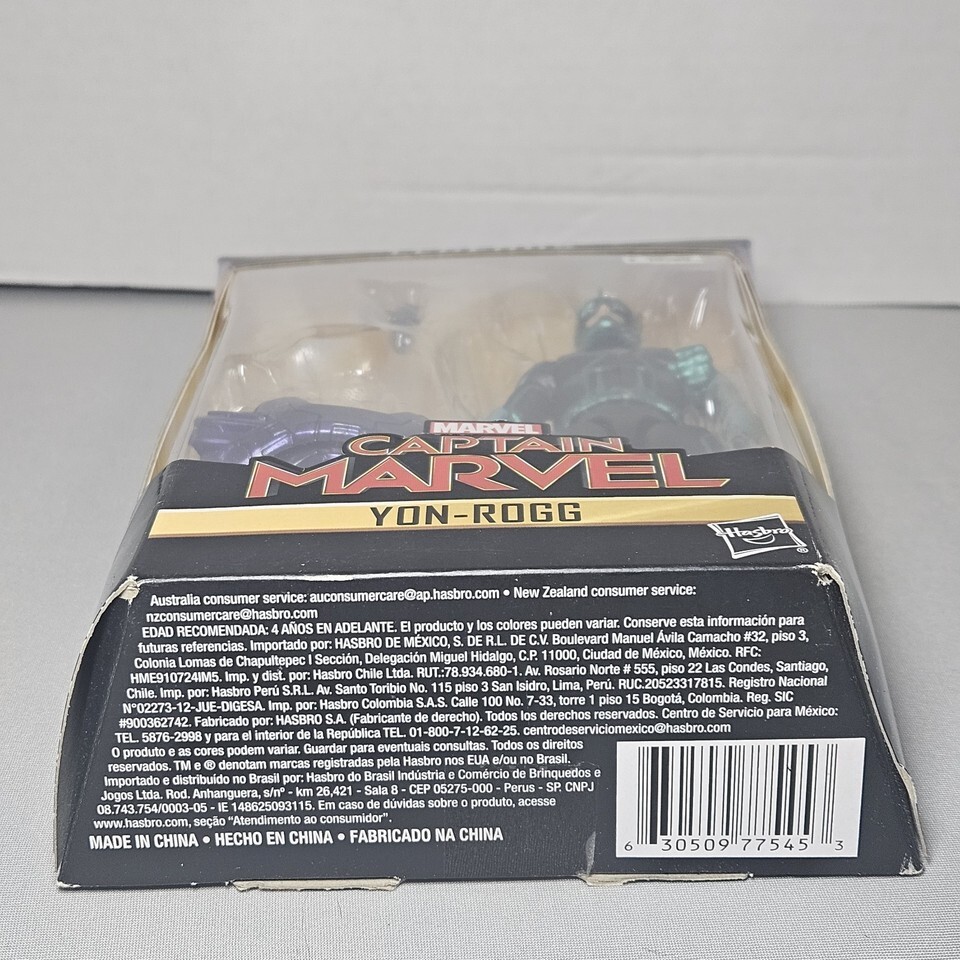 MARVEL
CAPTAIN
MARVEL
YON-ROGG
Hasbro®
Australia consumer service: auconsumercare@ap.hasbro.com • New Zealand consumer service:
nzconsumercare@hasbro.com
EDAD RECOMENDADA: 4 AÑOS EN ADELANTE. El producto y los colores pueden variar. Conserve esta información para
futuras referencias. Importado por: HASBRO DE MÉXICO, S. DE R.L. DE C.V. Boulevard Manuel Ávila Camacho #32, piso 3,
Colonia Lomas de Chapultepec I Sección, Delegación Miguel Hidalgo, C.P. 11000, Ciudad de México, México. RFC:
HME910724IM5. Imp. y dist. por: Hasbro Chile Ltda. RUT.:78.934.680-1. Av. Rosario Norte # 555, piso 22 Las Condes, Santiago,
Chile. Imp. por: Hasbro Perú S.R.L. Av. Santo Toribio No. 115 piso 3 San Isidro, Lima, Perú. RUC.20523317815. Registro Nacional
N°02273-12-JUE-DIGESA. Imp. por: Hasbro Colombia S.A.S. Calle 100 No. 7-33, torre 1 piso 15 Bogotá, Colombia. Reg. SIC
#900362742. Fabricado por: HASBRO S.A. (Fabricante de derecho). Todos los derechos reservados. Centro de Servicio para México:
TEL. 5876-2998 y para el interior de la República TEL. 01-800-7-12-62-25. centrodeserviciomexico@hasbro.com
O produto e as cores podem variar. Guardar para eventuais consultas. Todos os direitos
reservados. TM e ® denotam marcas registradas pela Hasbro nos EUA e/ou no Brasil.
Importado e distribuído no Brasil por: Hasbro do Brasil Indústria e Comércio de Brinquedos e
Jogos Ltda. Rod. Anhanguera, s/nº - km 26,421 - Sala 8 - CEP 05275-000 - Perus - SP. CNPJ
08.743.754/0003-05 - IE 148625093115. Em caso de dúvidas sobre o produto, acesse
www.hasbro.com, seção "Atendimento ao consumidor".
MADE IN CHINA • HECHO EN CHINA • FABRICADO NA CHINA
6 30509 77545 3